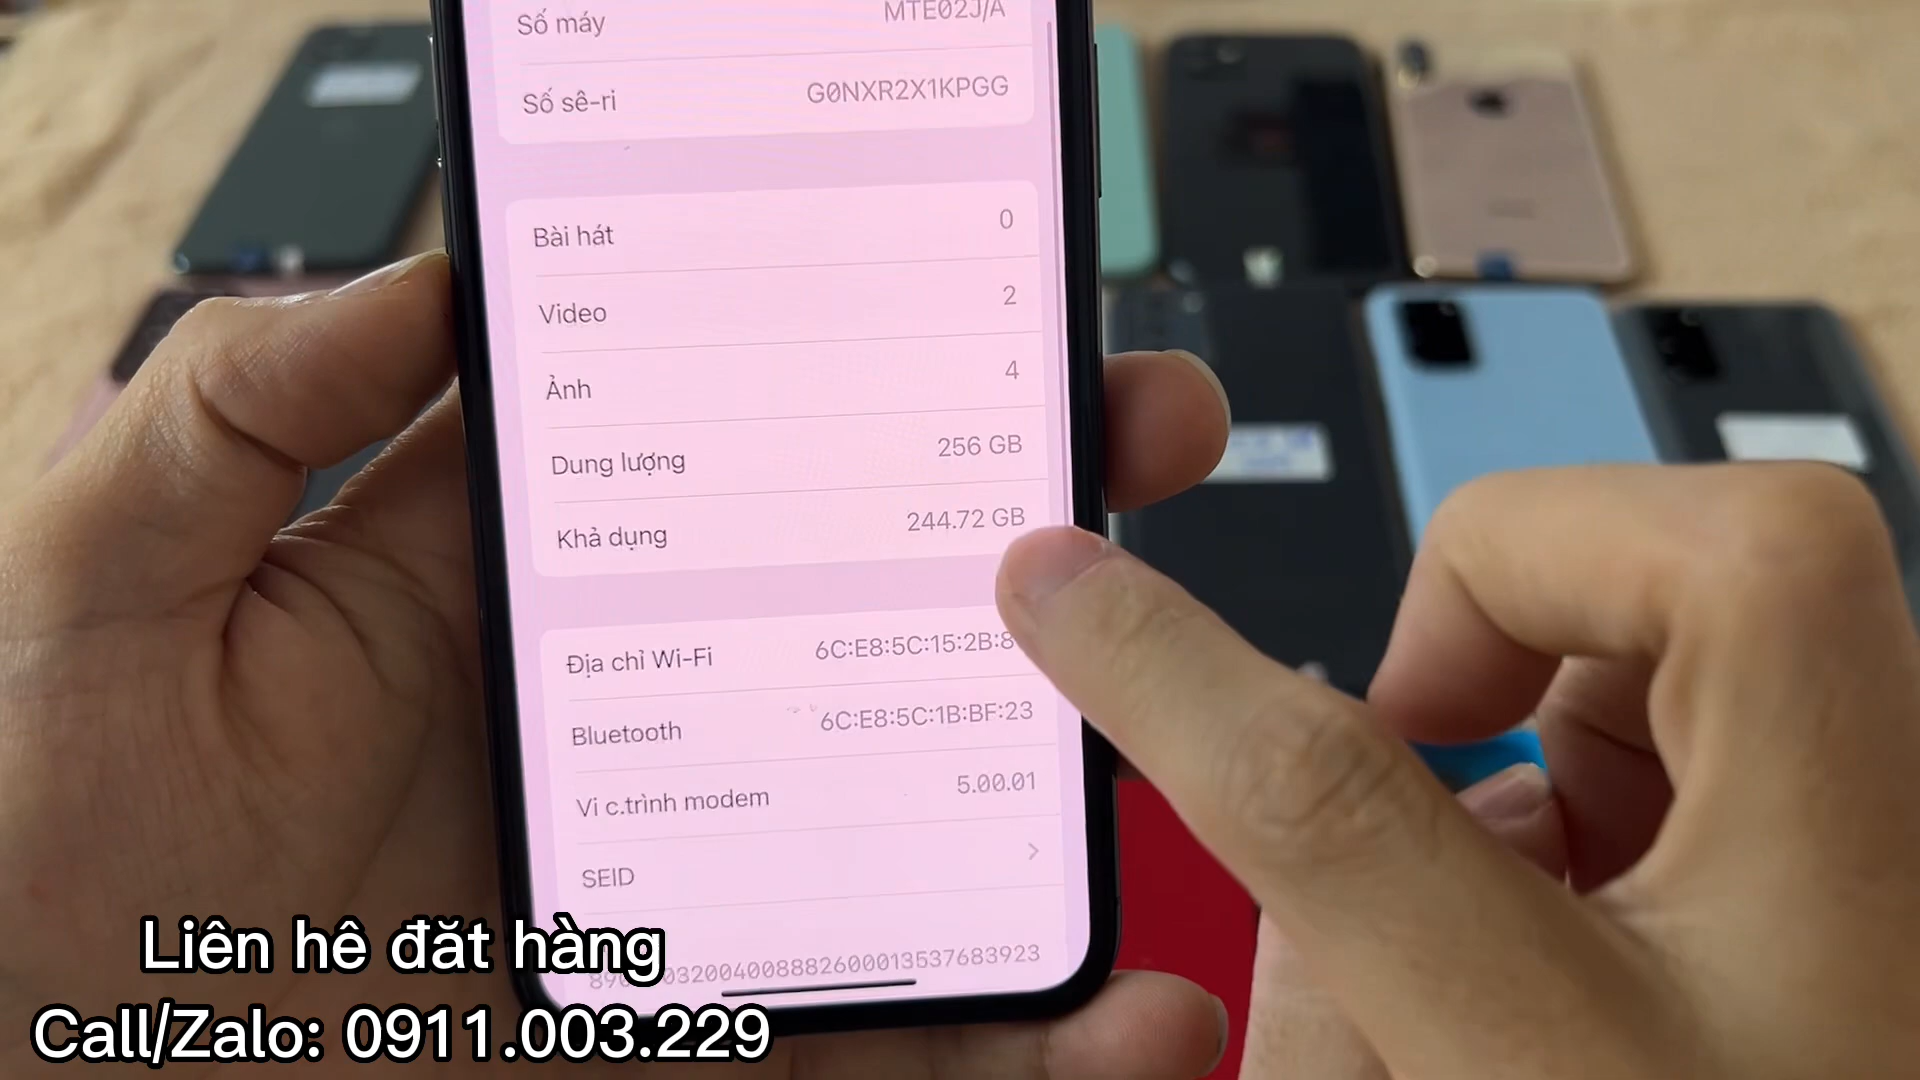 Số máy MTE02J/A
Số sê-ri G0NXR2X1KPGG
Bài hát 0
Video 2
Ảnh 4
Dung lượng 256 GB
Khả dụng 244.72 GB
Địa chỉ Wi-Fi 6C:E8:5C:15:2B:8
Bluetooth 6C:E8:5C:1B:BF:23
Vi c.trình modem 5.00.01
SEID
Liên hê đăt hàng
Call/Zalo: 0911.003.229